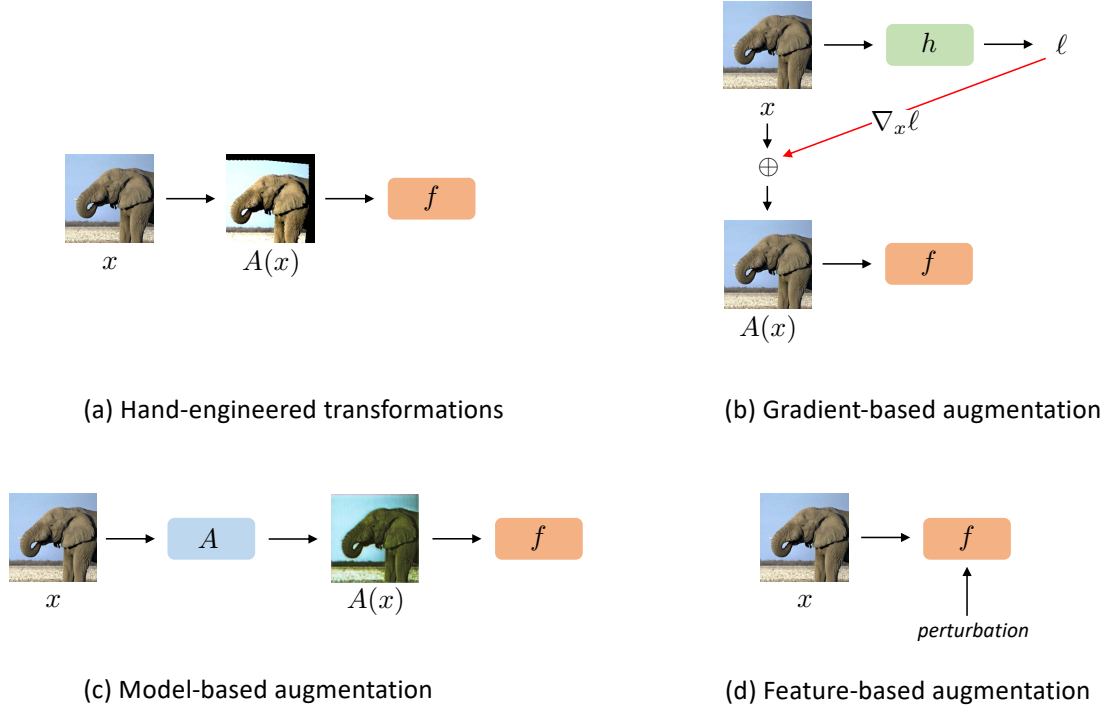 x
A(x)
f
(a) Hand-engineered transformations
h
ℓ
x
∇ₓℓ
⊕
f
A(x)
(b) Gradient-based augmentation
A
f
x
A(x)
(c) Model-based augmentation
f
x
perturbation
(d) Feature-based augmentation